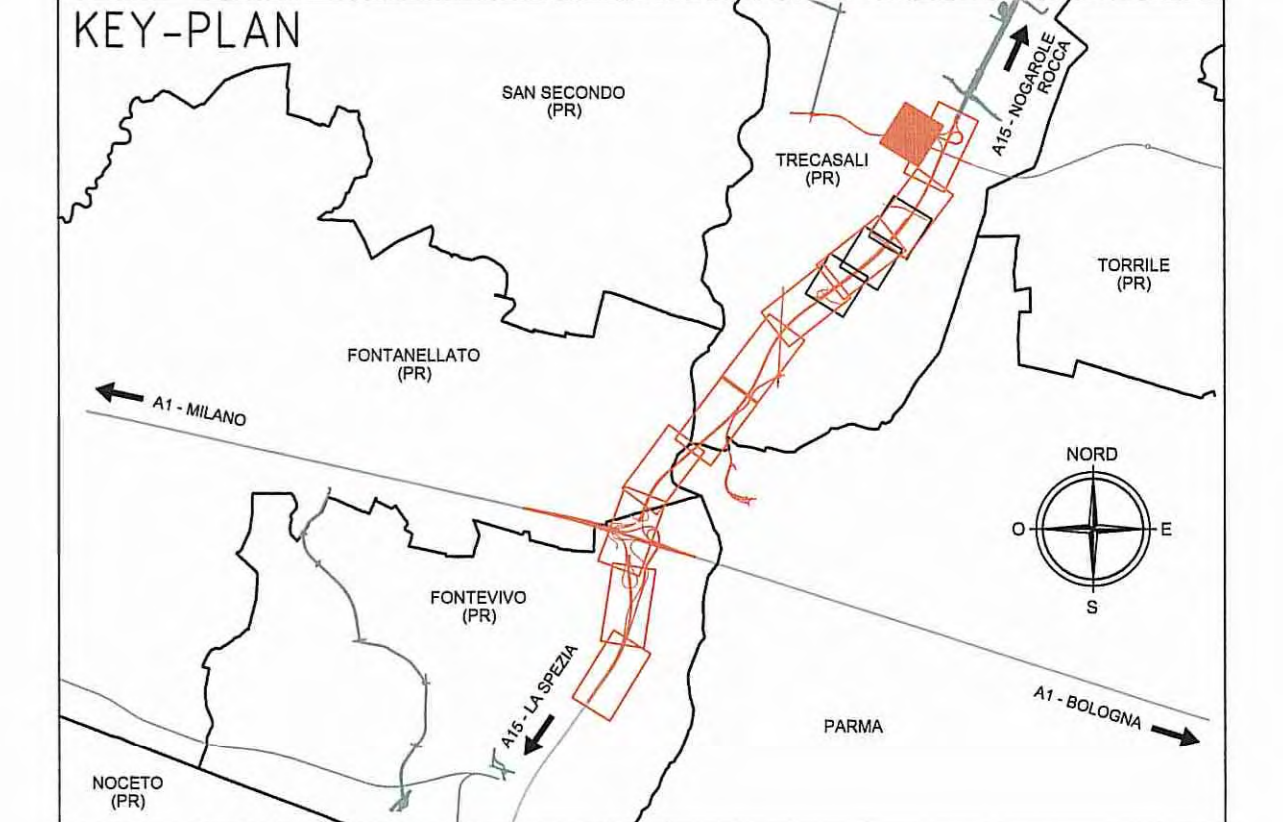 KEY-PLAN
SAN SECONDO
(PR)
A15 - NOGAROLE
ROCCA
TRECASALI
(PR)
TORRILE
(PR)
FONTANELLATO
(PR)
A1 - MILANO
NORD
O
E
S
FONTEVIVO
(PR)
A15 - LA SPEZIA
A1 - BOLOGNA
PARMA
NOCETO
(PR)